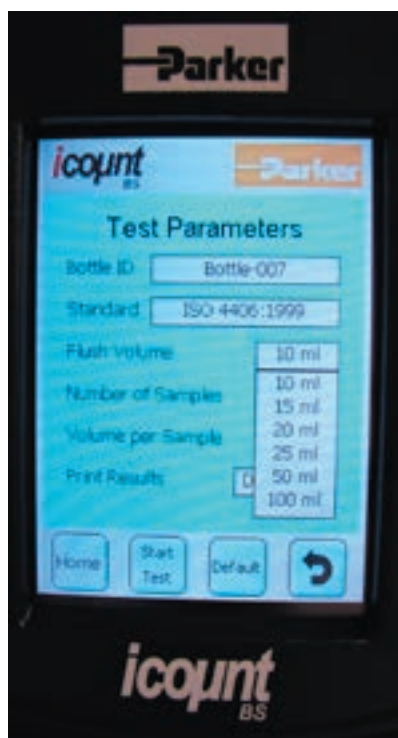 Parker
icount
BS
Parker
Test Parameters
Bottle ID Bottle-007
Standard ISO 4406:1999
Flush Volume 10 ml
10 ml
Number of Samples 15 ml
20 ml
Volume per Sample 25 ml
Print Results 50 ml
100 ml
Home Start Test Default
icount
BS